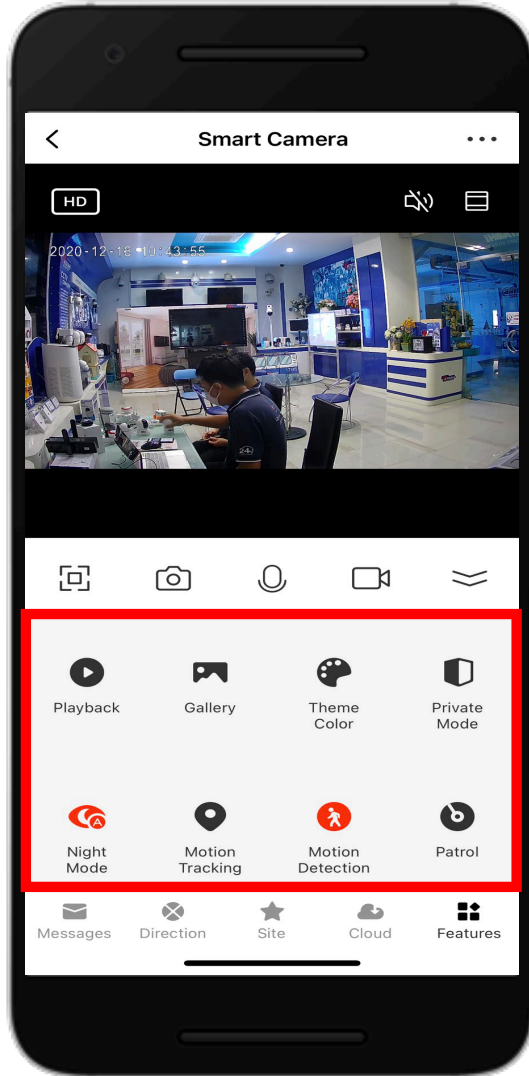 Smart Camera
HD
2020-12-16 10:43:55
Playback
Gallery
Theme
Color
Private
Mode
Night
Mode
Motion
Tracking
Motion
Detection
Patrol
Messages
Direction
Site
Cloud
Features